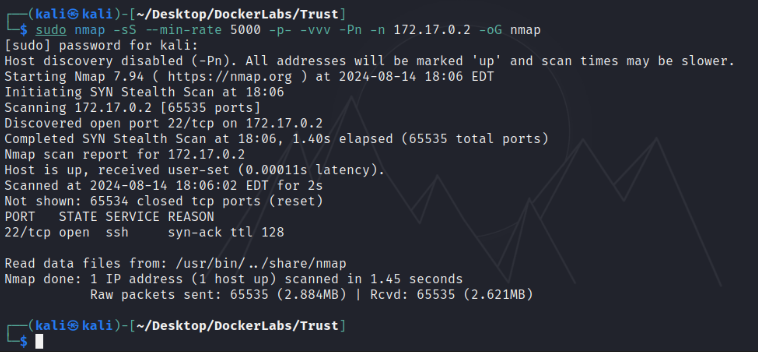 ┌──(kali㉿kali)-[~/Desktop/DockerLabs/Trust]
└─$ sudo nmap -sS --min-rate 5000 -p- -vvv -Pn -n 172.17.0.2 -oG nmap
[sudo] password for kali:
Host discovery disabled (-Pn). All addresses will be marked 'up' and scan times may be slower.
Starting Nmap 7.94 ( https://nmap.org ) at 2024-08-14 18:06 EDT
Initiating SYN Stealth Scan at 18:06
Scanning 172.17.0.2 [65535 ports]
Discovered open port 22/tcp on 172.17.0.2
Completed SYN Stealth Scan at 18:06, 1.40s elapsed (65535 total ports)
Nmap scan report for 172.17.0.2
Host is up, received user-set (0.00011s latency).
Scanned at 2024-08-14 18:06:02 EDT for 2s
Not shown: 65534 closed tcp ports (reset)
PORT   STATE SERVICE REASON
22/tcp open  ssh     syn-ack ttl 128
Read data files from: /usr/bin/../share/nmap
Nmap done: 1 IP address (1 host up) scanned in 1.45 seconds
Raw packets sent: 65535 (2.884MB) | Rcvd: 65535 (2.621MB)
┌──(kali㉿kali)-[~/Desktop/DockerLabs/Trust]
└─$